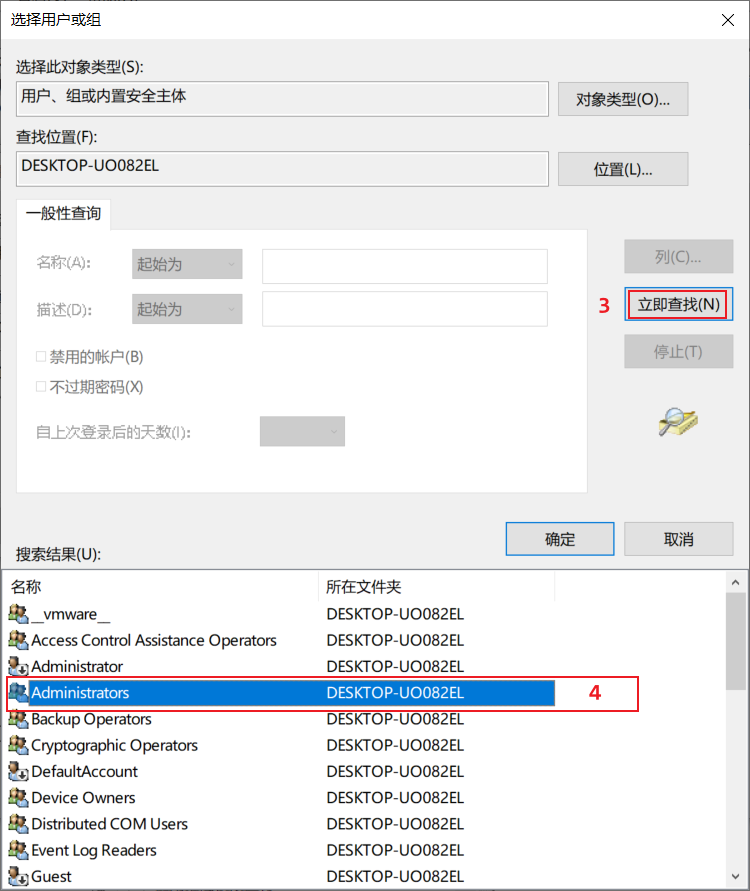 选择用户或组
选择此对象类型(S):
用户、组或内置安全主体
对象类型(O)...
查找位置(F):
DESKTOP-UO082EL
位置(L)...
一般性查询
名称(A):
起始为
列(C)...
描述(D):
起始为
3
立即查找(N)
停止(T)
禁用的帐户(B)
不过期密码(X)
自上次登录后的天数(I):
确定
取消
搜索结果(U):
名称 所在文件夹
__vmware__ DESKTOP-UO082EL
Access Control Assistance Operators DESKTOP-UO082EL
Administrator DESKTOP-UO082EL
Administrators DESKTOP-UO082EL 4
Backup Operators DESKTOP-UO082EL
Cryptographic Operators DESKTOP-UO082EL
DefaultAccount DESKTOP-UO082EL
Device Owners DESKTOP-UO082EL
Distributed COM Users DESKTOP-UO082EL
Event Log Readers DESKTOP-UO082EL
Guest DESKTOP-UO082EL